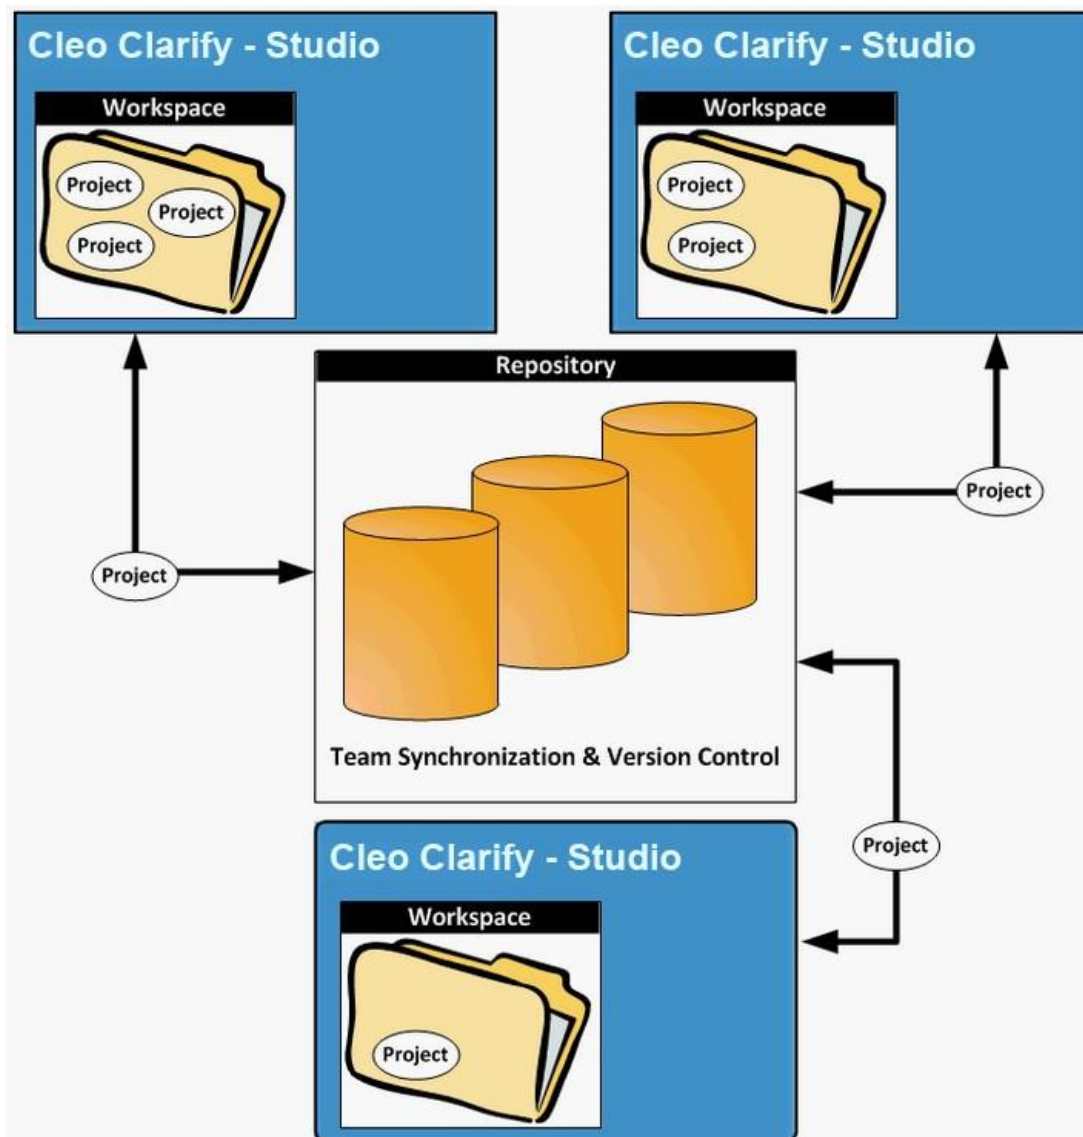 Cleo Clarify - Studio
Workspace
Project
Project
Project
Cleo Clarify - Studio
Workspace
Project
Project
Repository
Project
Project
Team Synchronization & Version Control
Project
Cleo Clarify - Studio
Workspace
Project